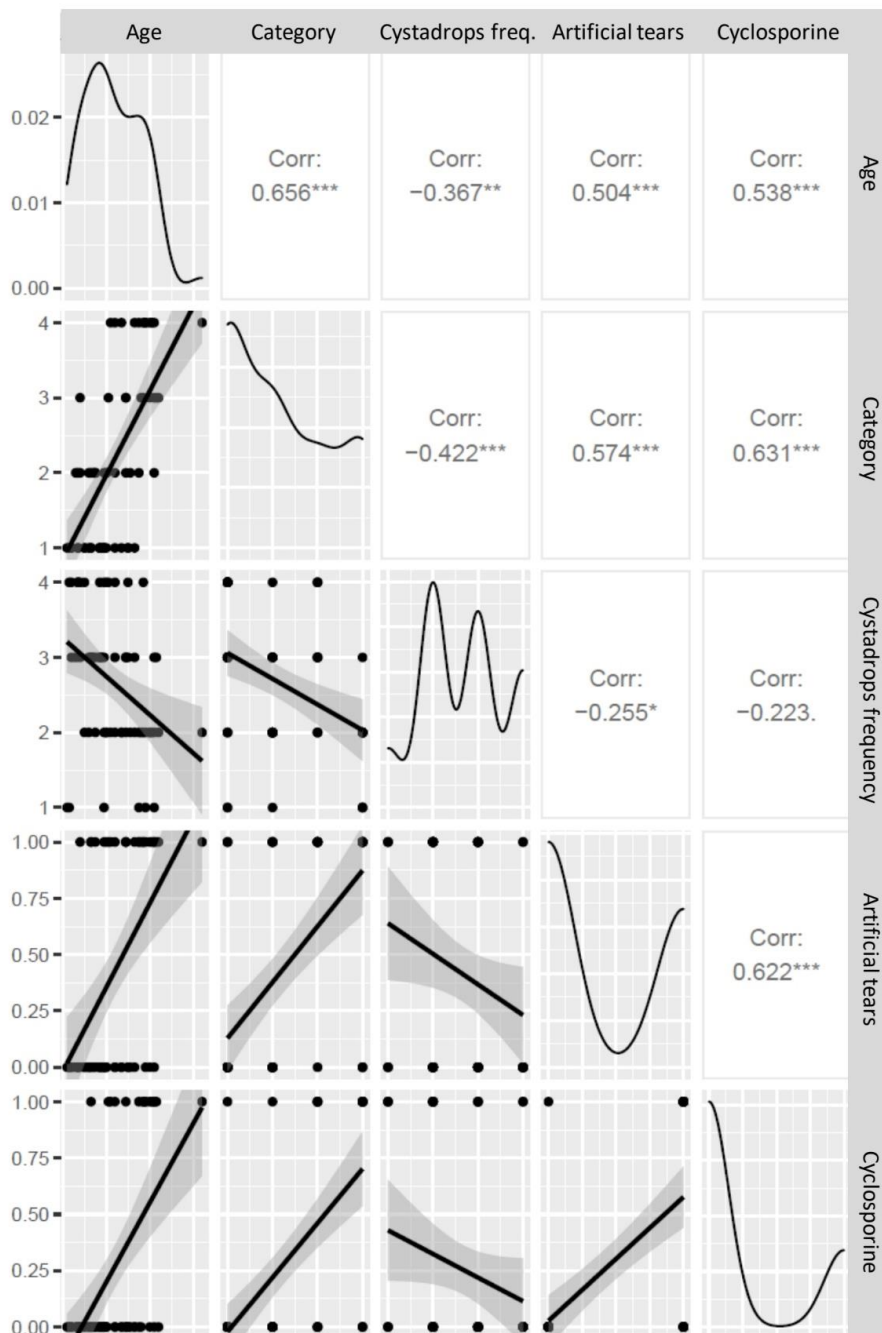 Age Category Cystadrops freq. Artificial tears Cyclosporine
0.02
0.01
0.00
Corr:
0.656***
Corr:
−0.367**
Corr:
0.504***
Corr:
0.538***
Age
4
3
2
1
Corr:
−0.422***
Corr:
0.574***
Corr:
0.631***
Category
4
3
2
1
Corr:
−0.255*
Corr:
−0.223.
Cystadrops frequency
1.00
0.75
0.50
0.25
0.00
Corr:
0.622***
Artificial tears
1.00
0.75
0.50
0.25
0.00
Cyclosporine